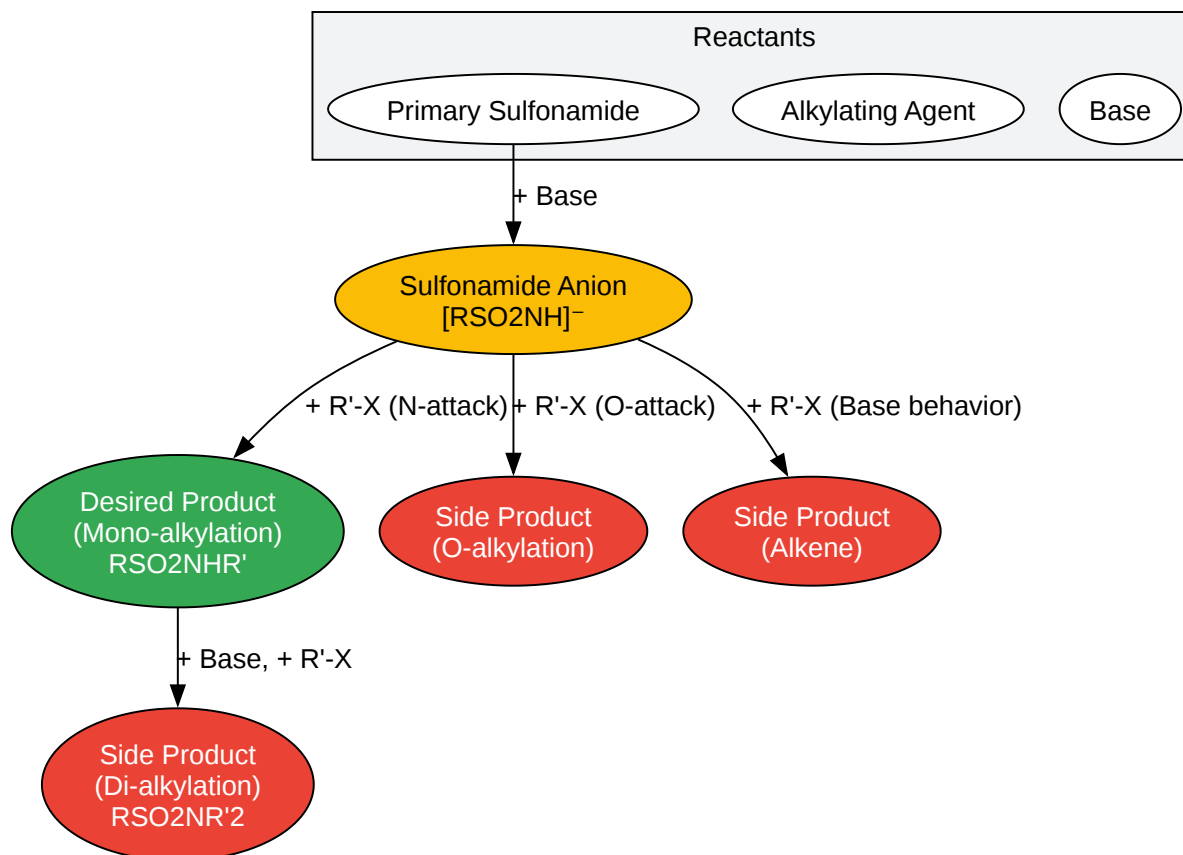 Reactants
Primary Sulfonamide
Alkylating Agent
Base
+ Base
Sulfonamide Anion
[RSO2NH]⁻
+ R'-X (N-attack)
+ R'-X (O-attack)
+ R'-X (Base behavior)
Desired Product
(Mono-alkylation)
RSO2NHR'
Side Product
(O-alkylation)
Side Product
(Alkene)
+ Base, + R'-X
Side Product
(Di-alkylation)
RSO2NR'2